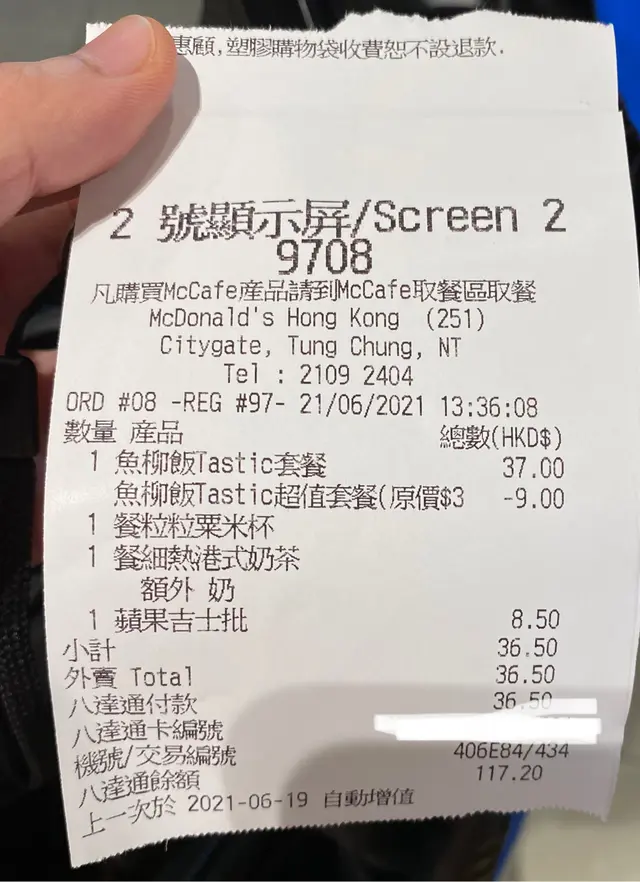 惠顧,塑膠購物袋收費恕不設退款.
2 號顯示屏/Screen 2
9708
凡購買McCafe產品請到McCafe取餐區取餐
McDonald's Hong Kong (251)
Citygate, Tung Chung, NT
Tel : 2109 2404
ORD #08 -REG #97- 21/06/2021 13:36:08
數量 產品 總數(HKD$)
1 魚柳飯Tastic套餐 37.00
魚柳飯Tastic超值套餐(原價$3 -9.00
1 餐粒粒粟米杯
1 餐細熱港式奶茶
額外 奶
1 蘋果吉士批 8.50
小計 36.50
外賣 Total 36.50
八達通付款 36.50
八達通卡編號
機號/交易編號 406E84/434
八達通餘額 117.20
上一次於 2021-06-19 自動增值